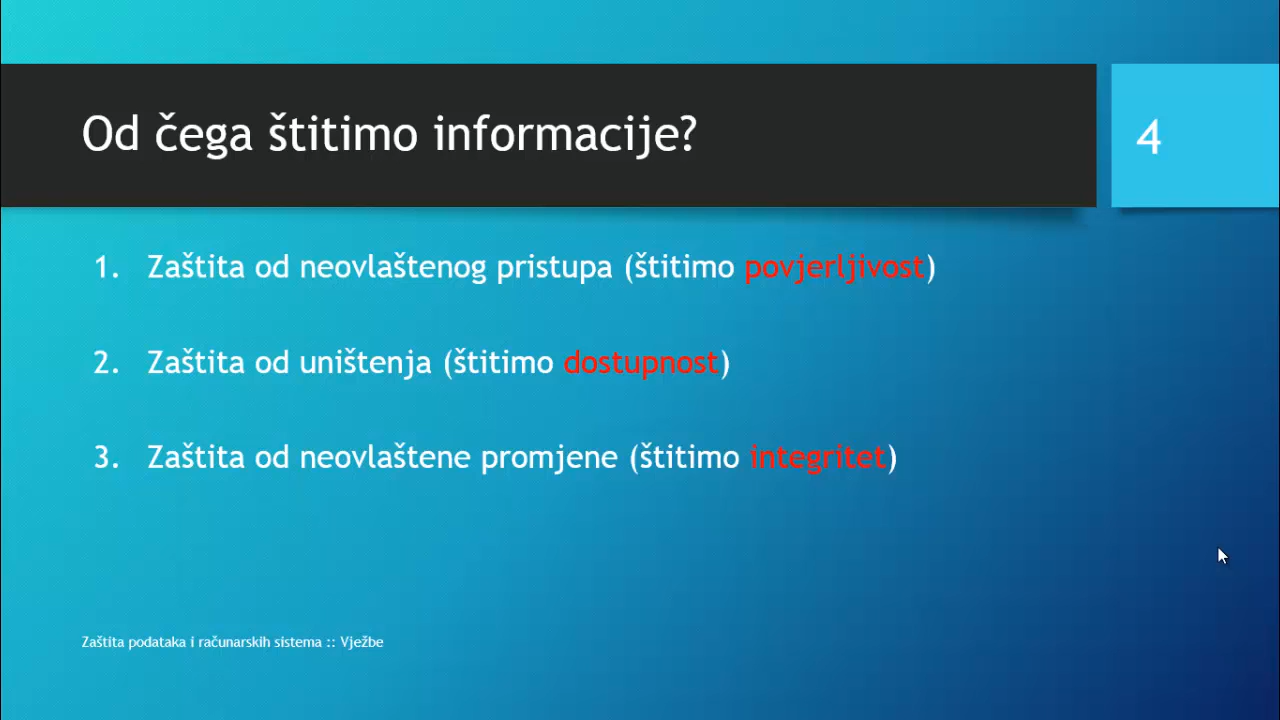 Od čega štitimo informacije?
4
1. Zaštita od neovlaštenog pristupa (štitimo povjerljivost)
2. Zaštita od uništenja (štitimo dostupnost)
3. Zaštita od neovlaštene promjene (štitimo integritet)
Zaštita podataka i računarskih sistema :: Vježbe